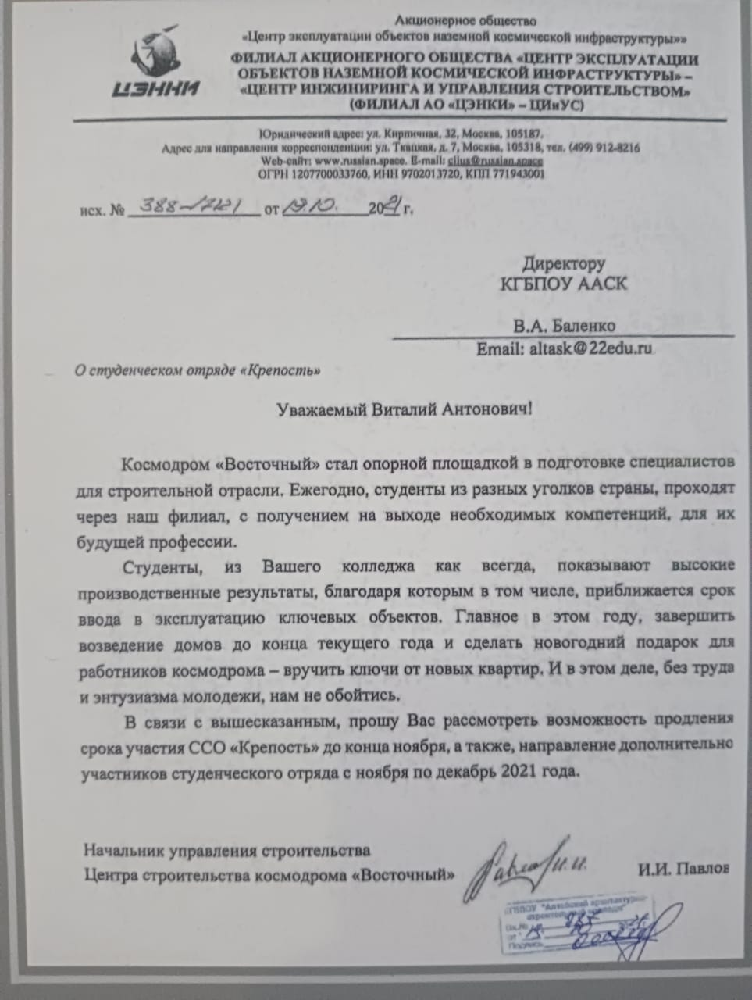 Акционерное общество
«Центр эксплуатации объектов наземной космической инфраструктуры»»
ФИЛИАЛ АКЦИОНЕРНОГО ОБЩЕСТВА «ЦЕНТР ЭКСПЛУАТАЦИИ
ОБЪЕКТОВ НАЗЕМНОЙ КОСМИЧЕСКОЙ ИНФРАСТРУКТУРЫ» –
«ЦЕНТР ИНЖИНИРИНГА И УПРАВЛЕНИЯ СТРОИТЕЛЬСТВОМ»
(ФИЛИАЛ АО «ЦЭНКИ» – ЦИиУС)
ЦЭНКИ
Юридический адрес: ул. Кирпичная, 32, Москва, 105187.
Адрес для направления корреспонденции: ул. Ткацкая, д. 7, Москва, 105318, тел. (499) 912-8216
Web-сайт: www.russian.space. E-mail: ciius@russian.space
ОГРН 1207700033760, ИНН 9702013720, КПП 771943001
исх. № 388-/7121 от 19.10. 2021 г.
Директору
КГБПОУ ААСК
В.А. Баленко
Email: altask@22edu.ru
О студенческом отряде «Крепость»
Уважаемый Виталий Антонович!
Космодром «Восточный» стал опорной площадкой в подготовке специалистов
для строительной отрасли. Ежегодно, студенты из разных уголков страны, проходят
через наш филиал, с получением на выходе необходимых компетенций, для их
будущей профессии.
Студенты, из Вашего колледжа как всегда, показывают высокие
производственные результаты, благодаря которым в том числе, приближается срок
ввода в эксплуатацию ключевых объектов. Главное в этом году, завершить
возведение домов до конца текущего года и сделать новогодний подарок для
работников космодрома – вручить ключи от новых квартир. И в этом деле, без труда
и энтузиазма молодежи, нам не обойтись.
В связи с вышесказанным, прошу Вас рассмотреть возможность продления
срока участия ССО «Крепость» до конца ноября, а также, направление дополнительно
участников студенческого отряда с ноября по декабрь 2021 года.
Начальник управления строительства
Центра строительства космодрома «Восточный»
И.И. Павлов
КГБПОУ "Алтайский архитектурно-
строительный колледж"
Вх.№
от "19" 10 2021
Подпись